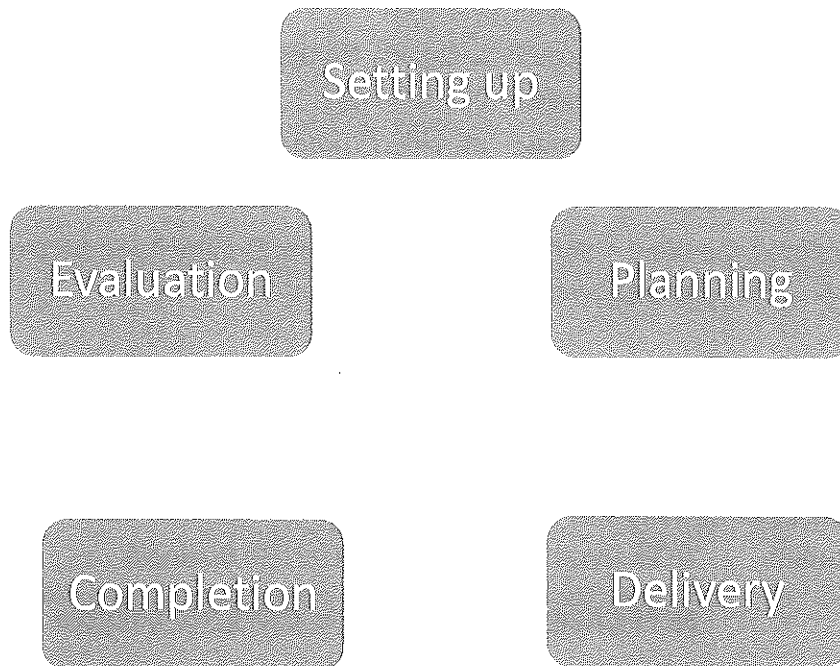 Setting up
Evaluation
Planning
Completion
Delivery